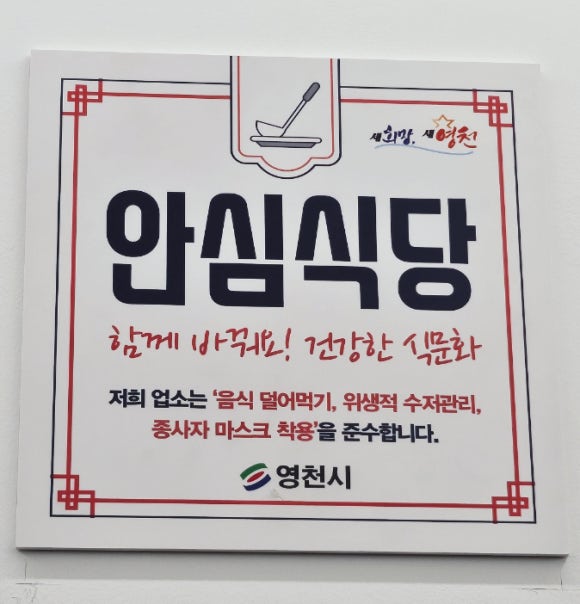 새희망, 새영천
안심식당
함께 바꿔요! 건강한 식문화
저희 업소는 '음식 덜어먹기, 위생적 수저관리,
종사자 마스크 착용'을 준수합니다.
영천시